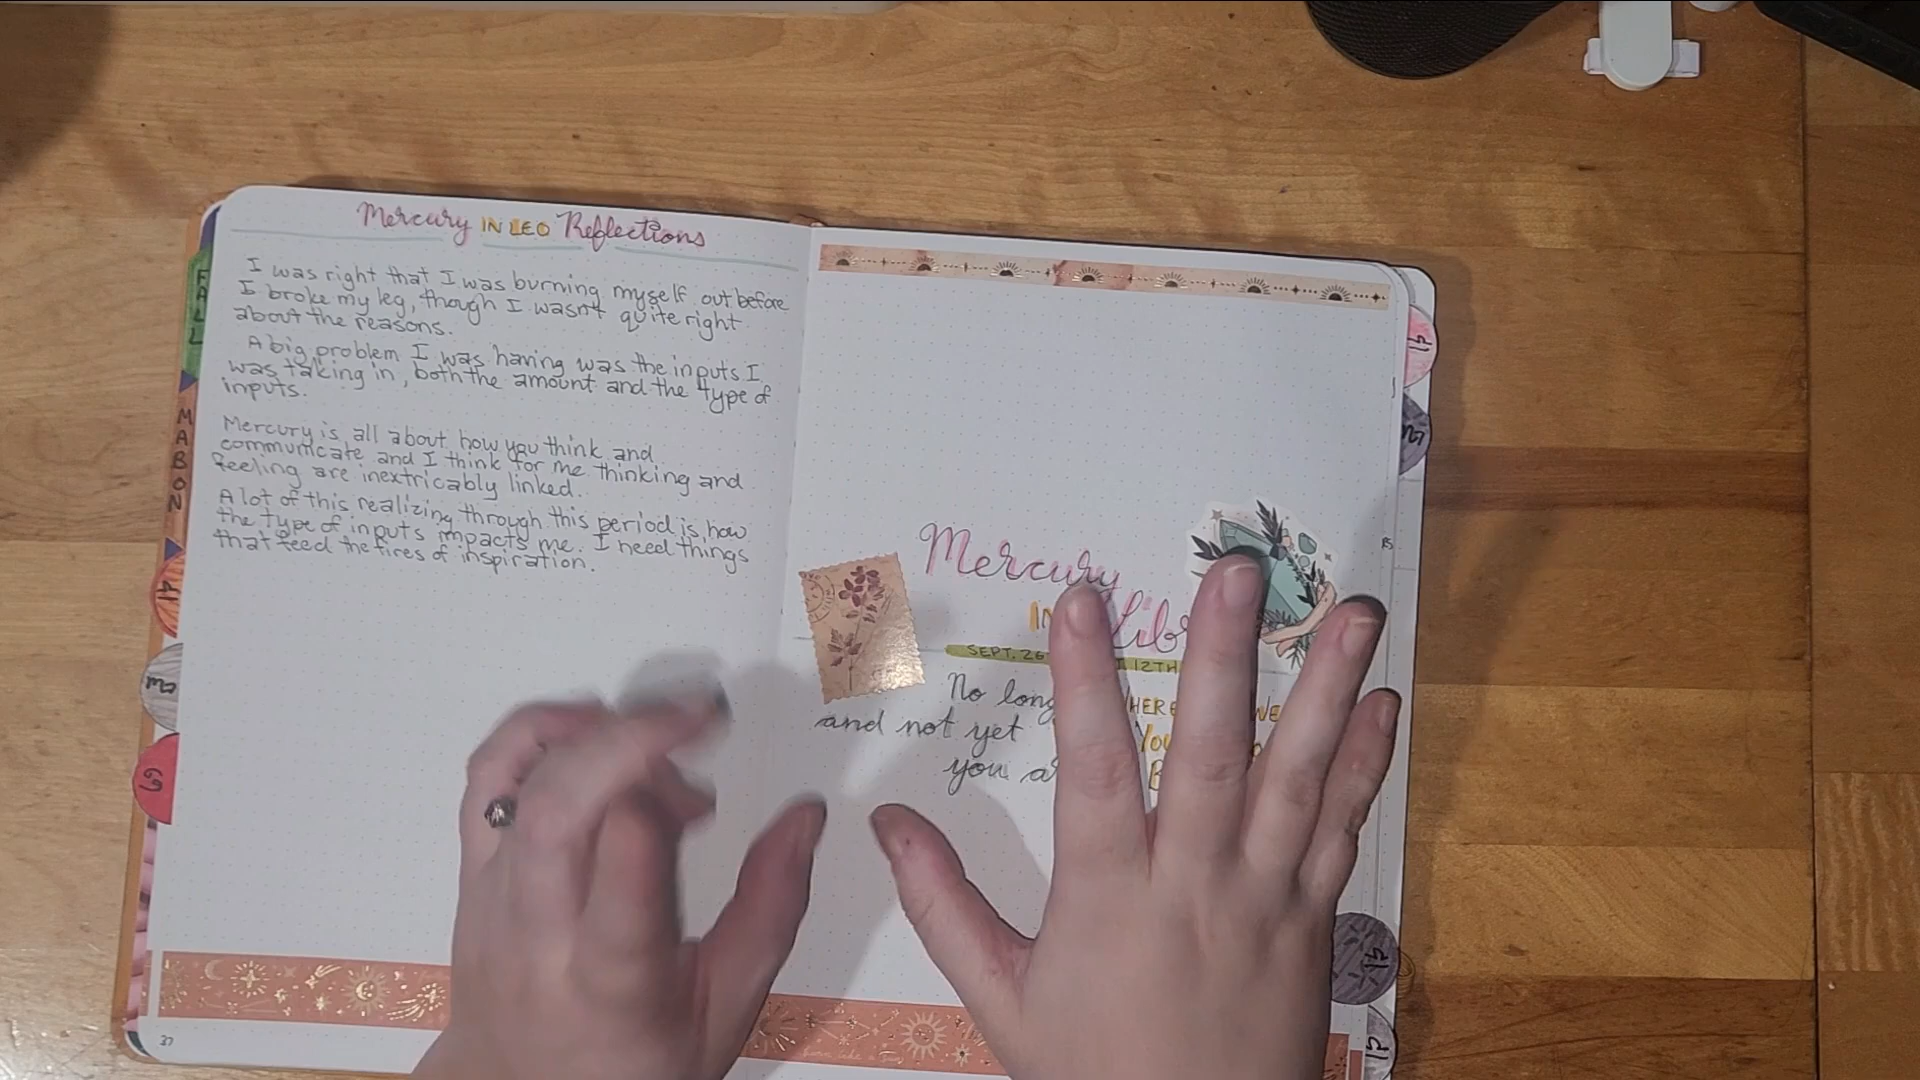 Mercury IN LEO Reflections
I was right that I was burning myself out before
I broke my leg, though I wasn't quite right
about the reasons.
A big problem I was having was the inputs I
was taking in, both the amount and the type of
inputs.
Mercury is all about how you think and
communicate and I think for me thinking and
feeling are inextricably linked.
A lot of this realizing through this period is how
the type of inputs impacts me. I need things
that feed the fires of inspiration.
37
FALL
MABON
Mercury
IN
SEPT. 26 12TH
No
and not yet
you